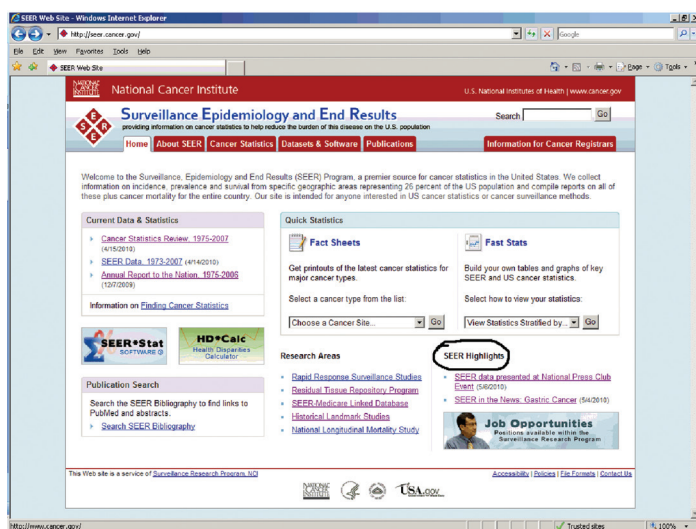 SEER Web Site - Windows Internet Explorer
http://seer.cancer.gov/
Google
File Edit View Favorites Tools Help
SEER Web Site
Page Tools
NATIONAL CANCER INSTITUTE
National Cancer Institute
U.S. National Institutes of Health | www.cancer.gov
S E E R
Surveillance Epidemiology and End Results
providing information on cancer statistics to help reduce the burden of this disease on the U.S. population
Search Go
Home About SEER Cancer Statistics Datasets & Software Publications Information for Cancer Registrars
Welcome to the Surveillance, Epidemiology and End Results (SEER) Program, a premier source for cancer statistics in the United States. We collect
information on incidence, prevalence and survival from specific geographic areas representing 26 percent of the US population and compile reports on all of
these plus cancer mortality for the entire country. Our site is intended for anyone interested in US cancer statistics or cancer surveillance methods.
Current Data & Statistics
Cancer Statistics Review, 1975-2007
(4/15/2010)
SEER Data, 1973-2007 (4/14/2010)
Annual Report to the Nation, 1975-2006
(12/7/2009)
Information on Finding Cancer Statistics
Quick Statistics
Fact Sheets
Get printouts of the latest cancer statistics for
major cancer types.
Select a cancer type from the list:
Choose a Cancer Site... Go
Fast Stats
Build your own tables and graphs of key
SEER and US cancer statistics.
Select how to view your statistics:
View Statistics Stratified by... Go
SEER*Stat
SOFTWARE
HD*Calc
Health Disparities
Calculator
Publication Search
Search the SEER Bibliography to find links to
PubMed and abstracts.
Search SEER Bibliography
Research Areas
Rapid Response Surveillance Studies
Residual Tissue Repository Program
SEER-Medicare Linked Database
Historical Landmark Studies
National Longitudinal Mortality Study
SEER Highlights
SEER data presented at National Press Club
Event (5/6/2010)
SEER in the News: Gastric Cancer (5/4/2010)
Job Opportunities
Positions available within the
Surveillance Research Program
This Web site is a service of Surveillance Research Program, NCI
Accessibility | Policies | File Formats | Contact Us
NATIONAL CANCER INSTITUTE
USA.gov
http://www.cancer.gov/
Trusted sites
100%